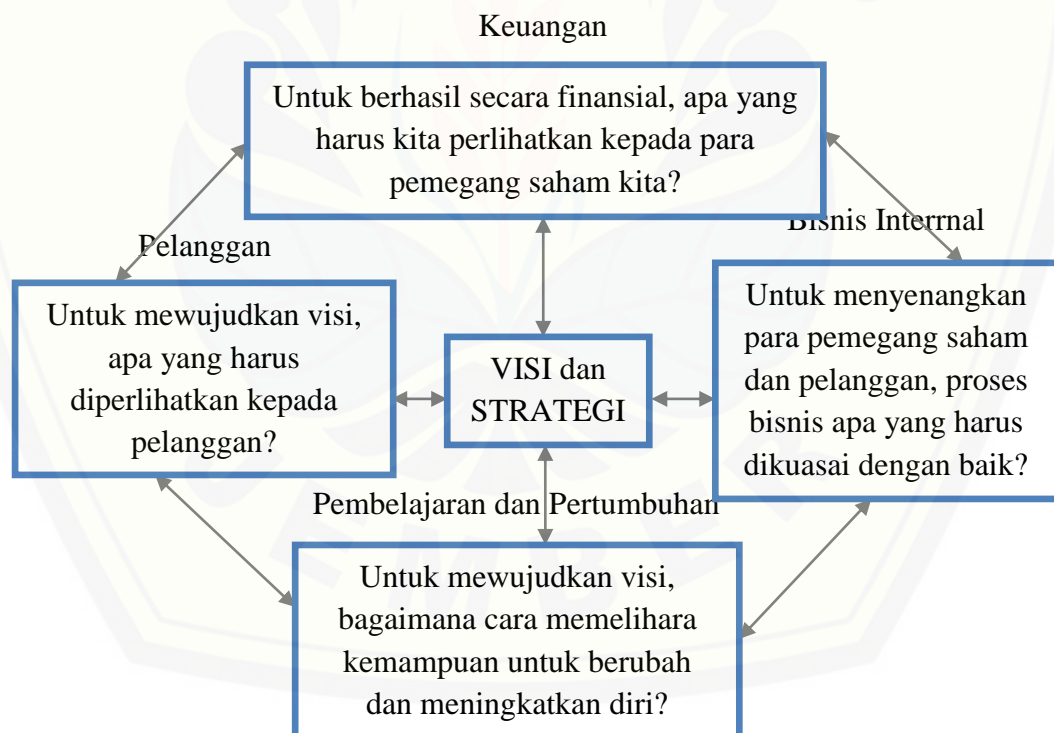 Keuangan
Untuk berhasil secara finansial, apa yang
harus kita perlihatkan kepada para
pemegang saham kita?
Bisnis Interrnal
Pelanggan
Untuk mewujudkan visi,
apa yang harus
diperlihatkan kepada
pelanggan?
VISI dan
STRATEGI
Untuk menyenangkan
para pemegang saham
dan pelanggan, proses
bisnis apa yang harus
dikuasai dengan baik?
Pembelajaran dan Pertumbuhan
Untuk mewujudkan visi,
bagaimana cara memelihara
kemampuan untuk berubah
dan meningkatkan diri?